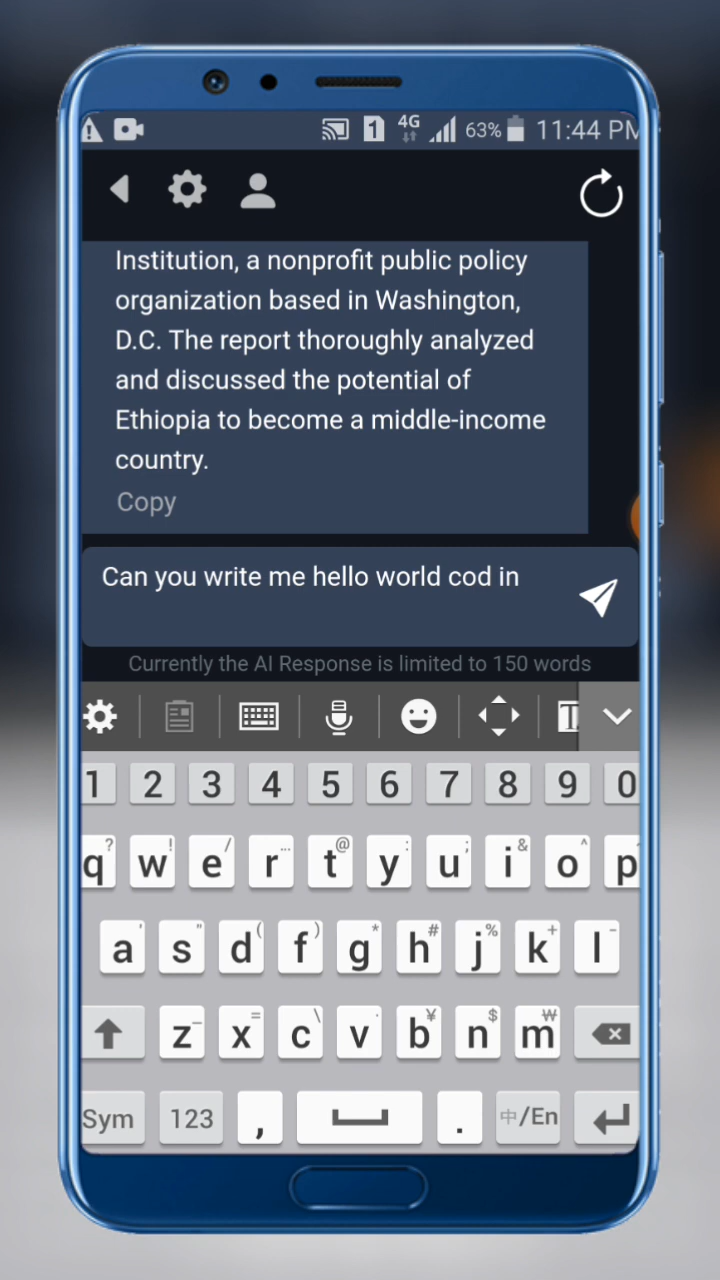 1 4G 63% 11:44 PM
Institution, a nonprofit public policy
organization based in Washington,
D.C. The report thoroughly analyzed
and discussed the potential of
Ethiopia to become a middle-income
country.
Copy
Can you write me hello world cod in
Currently the AI Response is limited to 150 words
T
1 2 3 4 5 6 7 8 9 0
q? w! e/ r... t@ y: u; i& o^ p
a' s" d( f) g* h# j% k+ l-
z_ x= c\ v· b¥ n$ m₩
Sym 123 , . 中/En